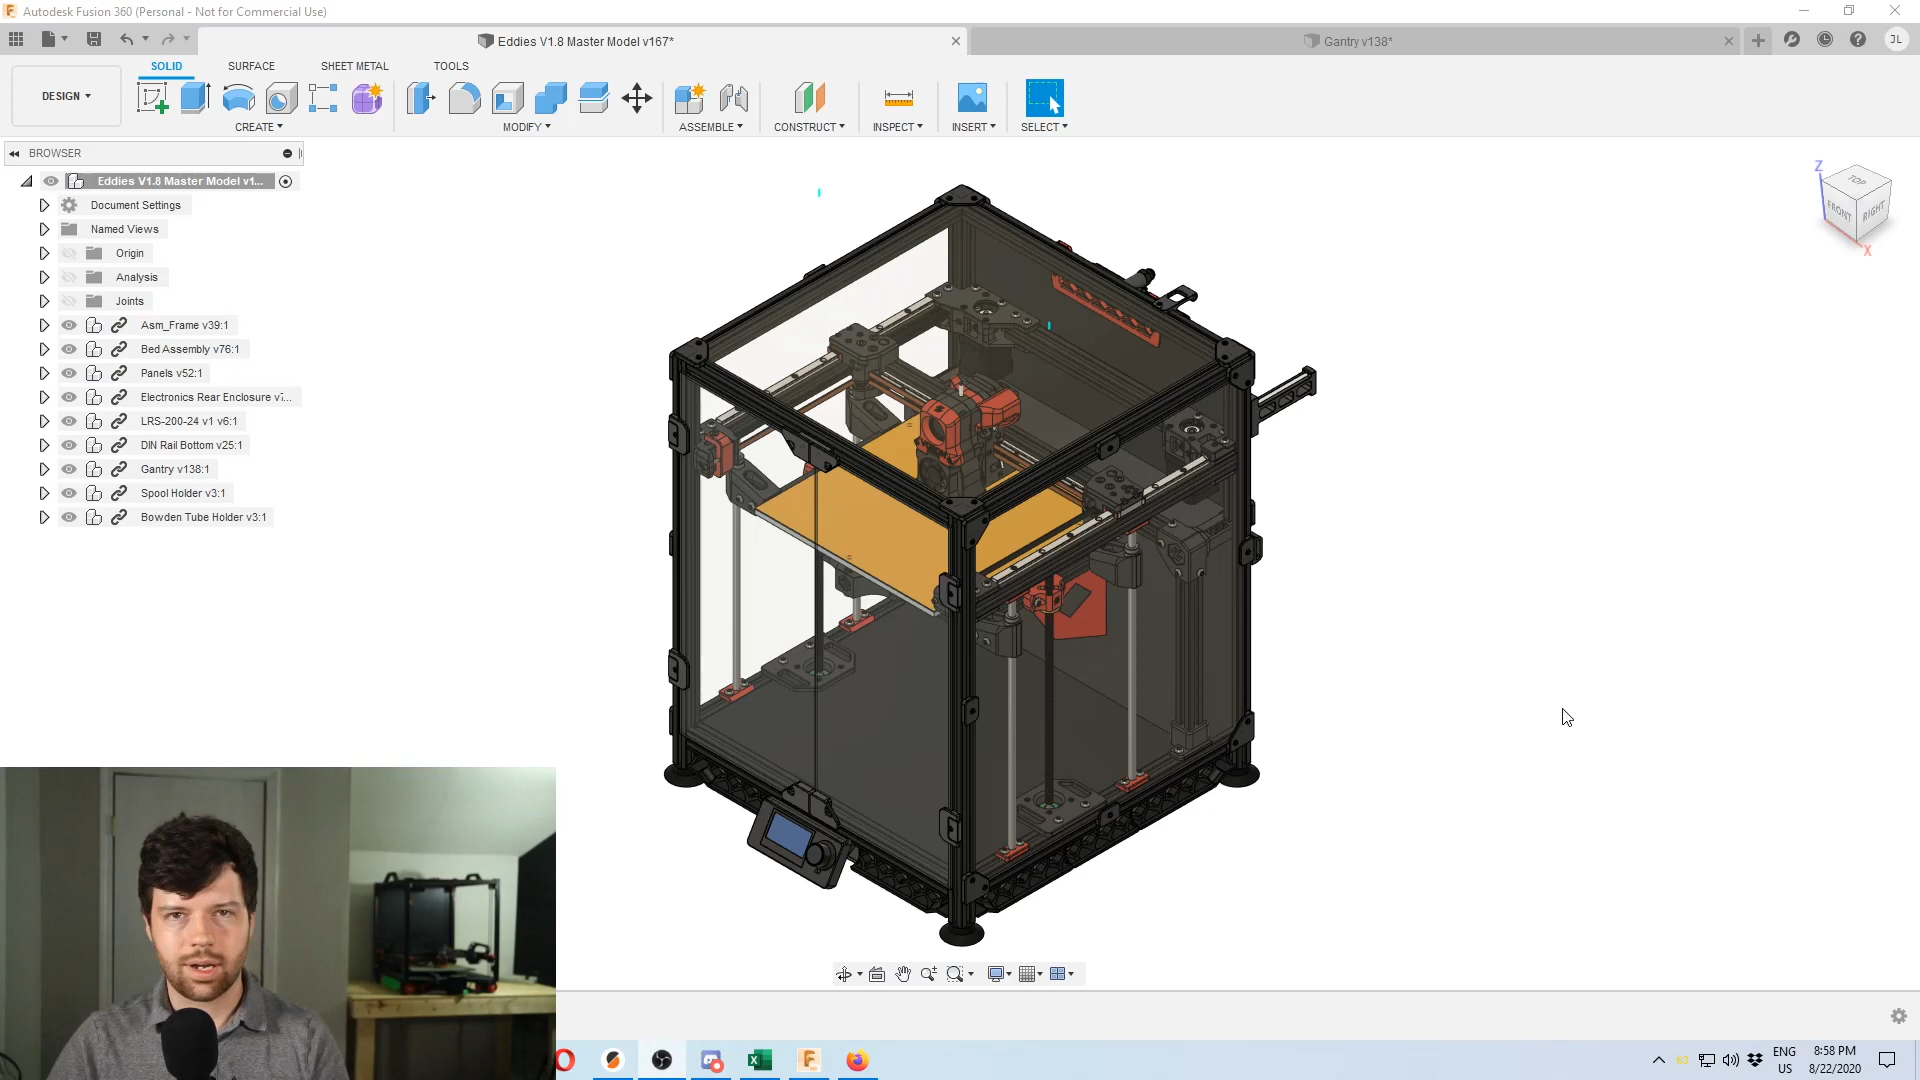 Autodesk Fusion 360 (Personal - Not for Commercial Use)
Eddies V1.8 Master Model v167*
Gantry v138*
JL
DESIGN
SOLID
SURFACE
SHEET METAL
TOOLS
CREATE
MODIFY
ASSEMBLE
CONSTRUCT
INSPECT
INSERT
SELECT
BROWSER
Eddies V1.8 Master Model v1...
Document Settings
Named Views
Origin
Analysis
Joints
Asm_Frame v39:1
Bed Assembly v76:1
Panels v52:1
Electronics Rear Enclosure v7...
LRS-200-24 v1 v6:1
DIN Rail Bottom v25:1
Gantry v138:1
Spool Holder v3:1
Bowden Tube Holder v3:1
Z
TOP
FRONT
RIGHT
X
63
ENG
US
8:58 PM
8/22/2020